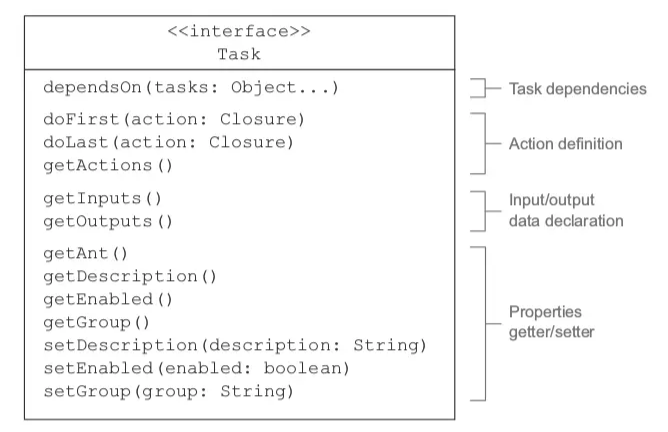 <<interface>>
Task
dependsOn(tasks: Object...)
Task dependencies
doFirst(action: Closure)
doLast(action: Closure)
getActions()
Action definition
getInputs()
getOutputs()
Input/output
data declaration
getAnt()
getDescription()
getEnabled()
getGroup()
setDescription(description: String)
setEnabled(enabled: boolean)
setGroup(group: String)
Properties
getter/setter